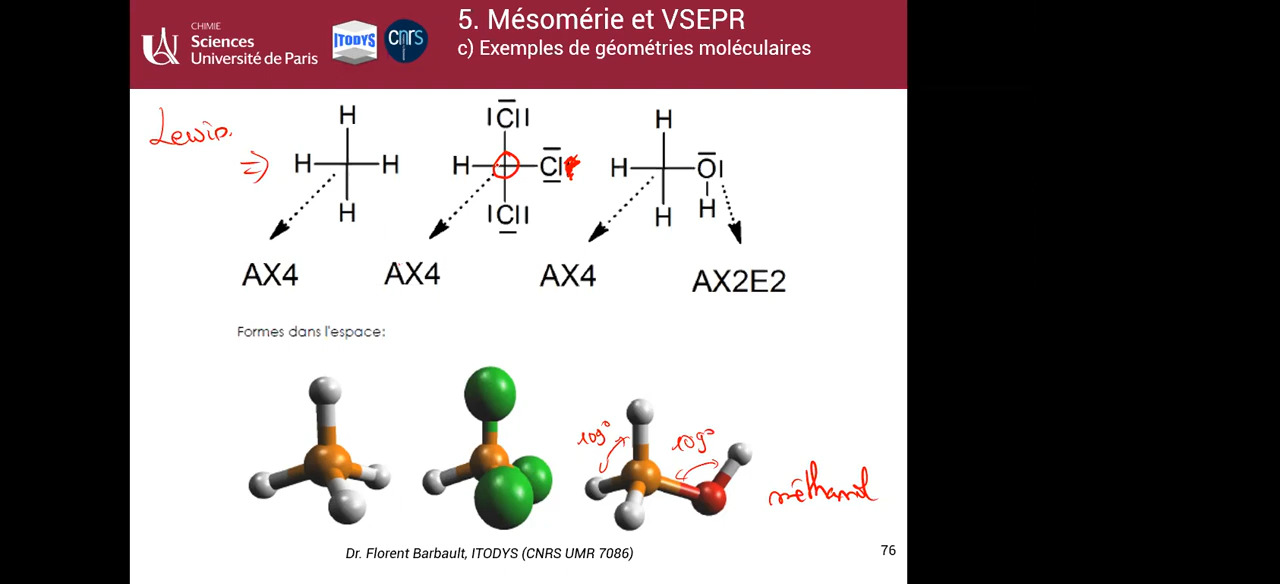 CHIMIE
Sciences
Université de Paris
ITODYS
cnrs
5. Mésomérie et VSEPR
c) Exemples de géométries moléculaires
Lewis.
⇒
H
H H
H
|Cl|
H Cl
|Cl|
H
H O|
H H
AX4 AX4 AX4 AX2E2
Formes dans l'espace:
109° 109°
méthanol
Dr. Florent Barbault, ITODYS (CNRS UMR 7086)
76